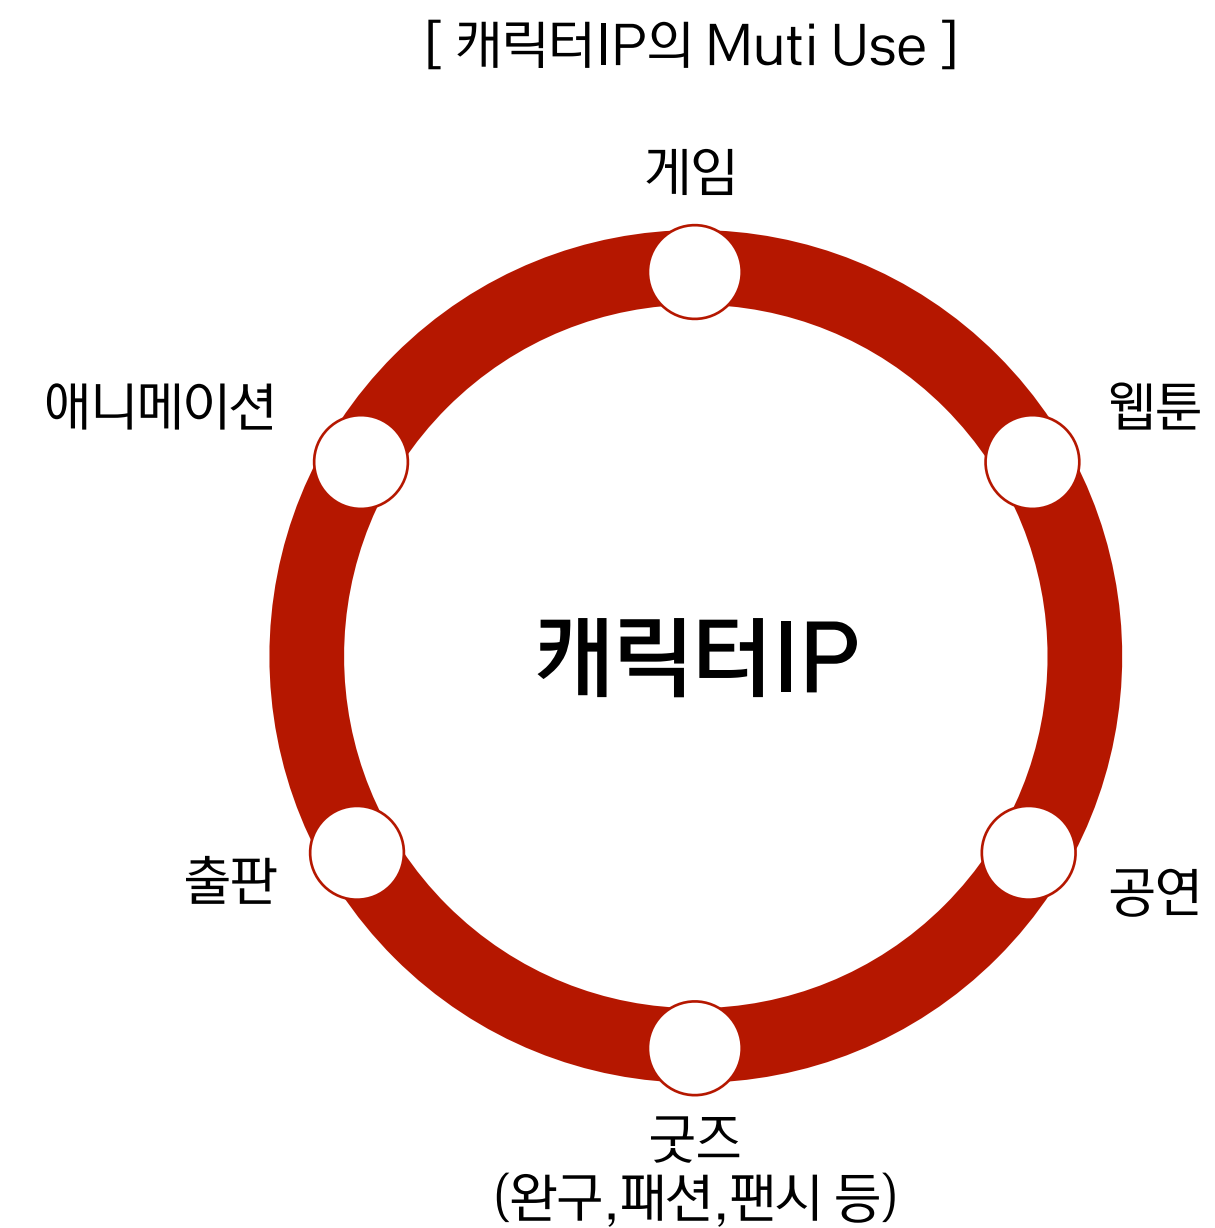 [ 캐릭터IP의 Muti Use ]
게임
애니메이션
웹툰
캐릭터IP
출판
공연
굿즈
(완구,패션,팬시 등)